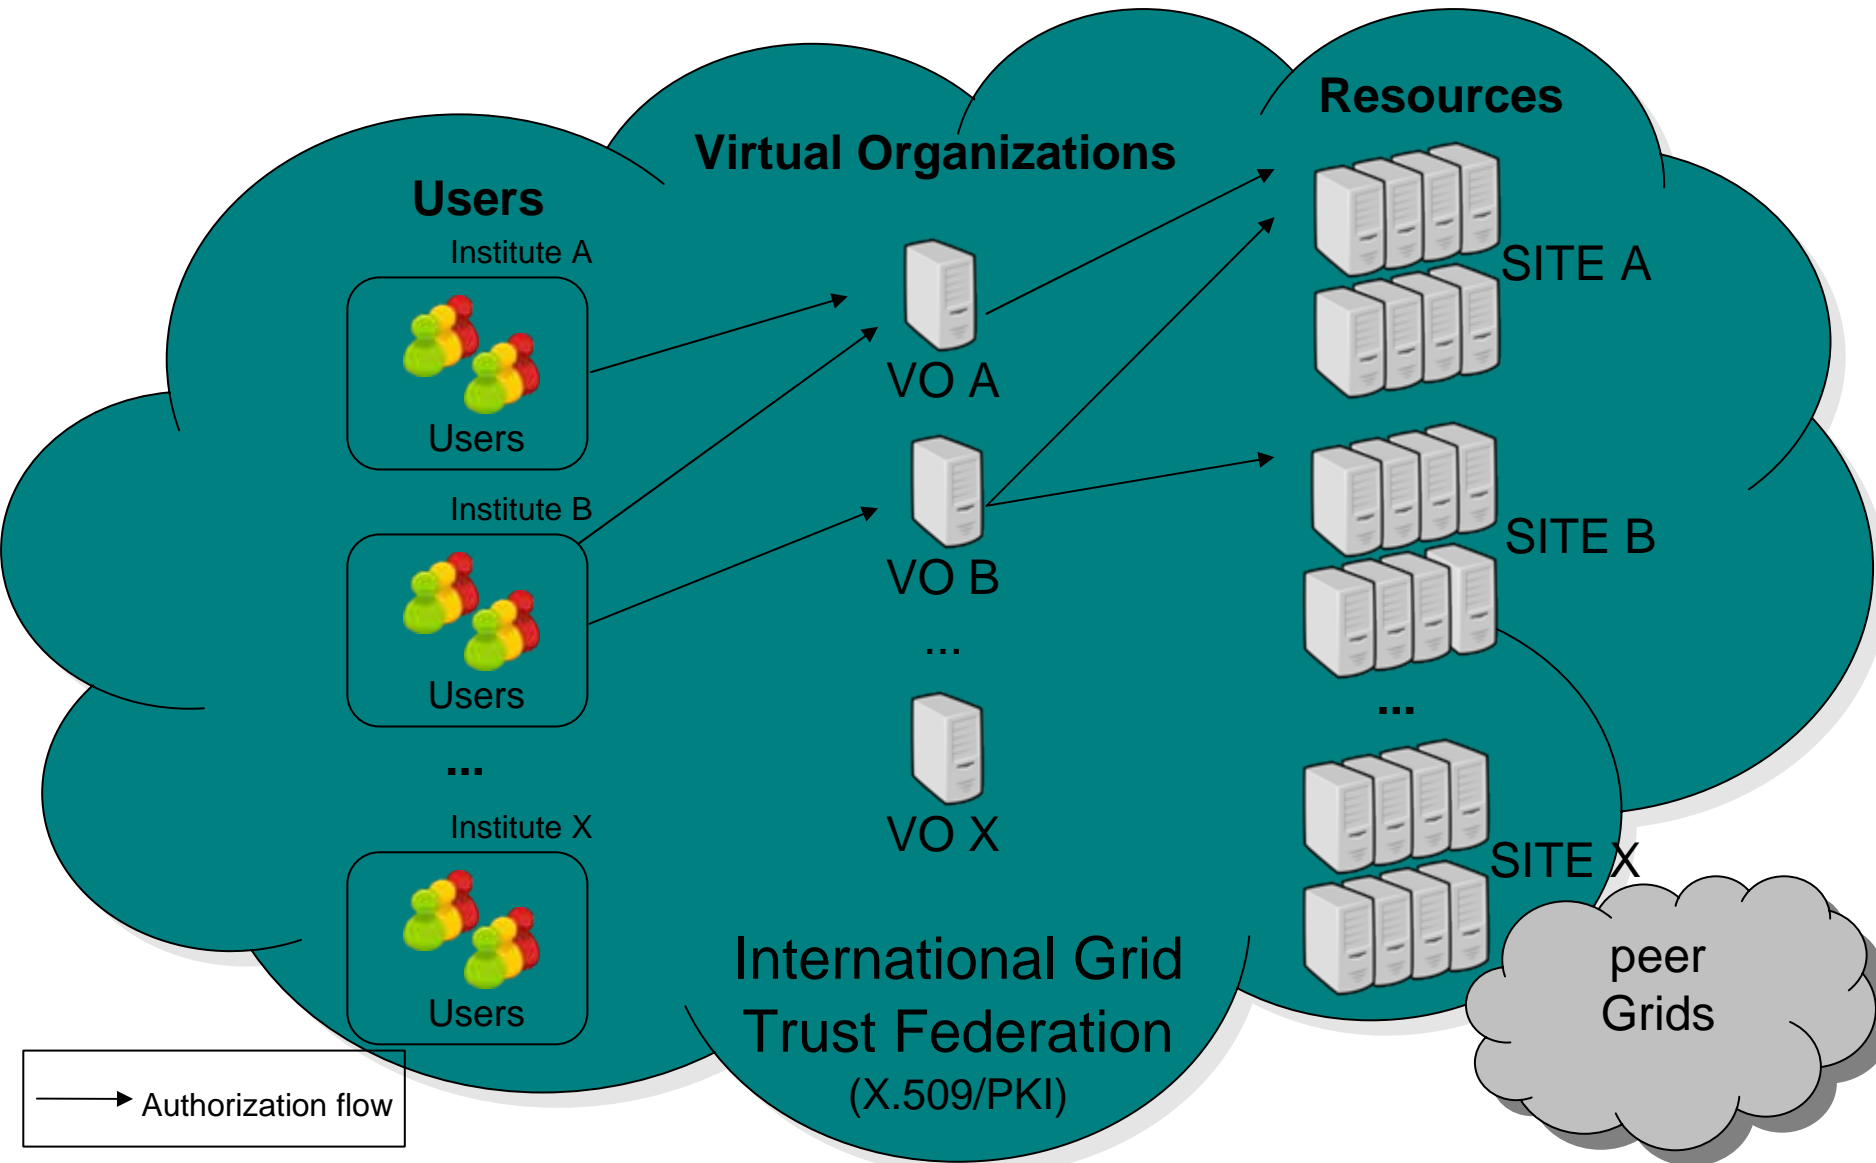 Resources
Virtual Organizations
Users
Institute A
Users
VO A
SITE A
Institute B
Users
VO B
SITE B
...
...
...
Institute X
Users
VO X
SITE X
International Grid
Trust Federation
(X.509/PKI)
peer
Grids
Authorization flow